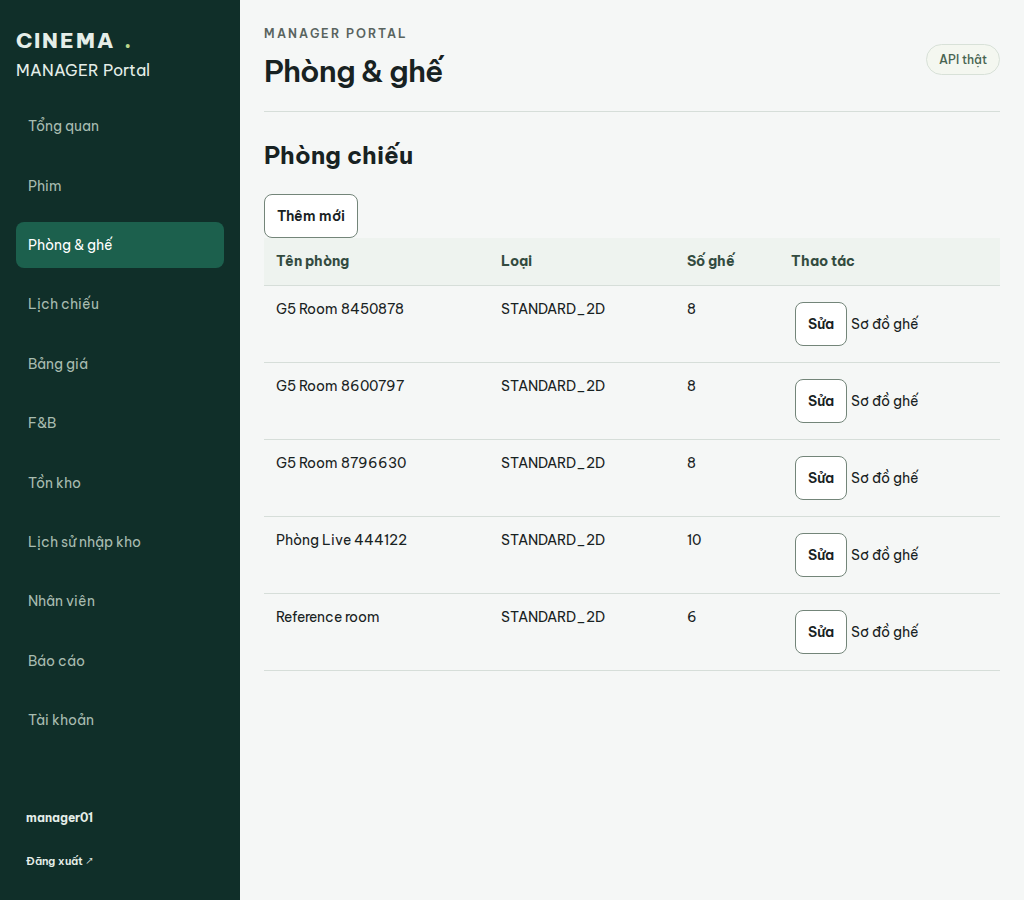 CINEMA .
MANAGER Portal
Tổng quan
Phim
Phòng & ghế
Lịch chiếu
Bảng giá
F&B
Tồn kho
Lịch sử nhập kho
Nhân viên
Báo cáo
Tài khoản
manager01
Đăng xuất ↗
MANAGER PORTAL
Phòng & ghế
API thật
Phòng chiếu
Thêm mới
Tên phòng Loại Số ghế Thao tác
G5 Room 8450878 STANDARD_2D 8 Sửa Sơ đồ ghế
G5 Room 8600797 STANDARD_2D 8 Sửa Sơ đồ ghế
G5 Room 8796630 STANDARD_2D 8 Sửa Sơ đồ ghế
Phòng Live 444122 STANDARD_2D 10 Sửa Sơ đồ ghế
Reference room STANDARD_2D 6 Sửa Sơ đồ ghế